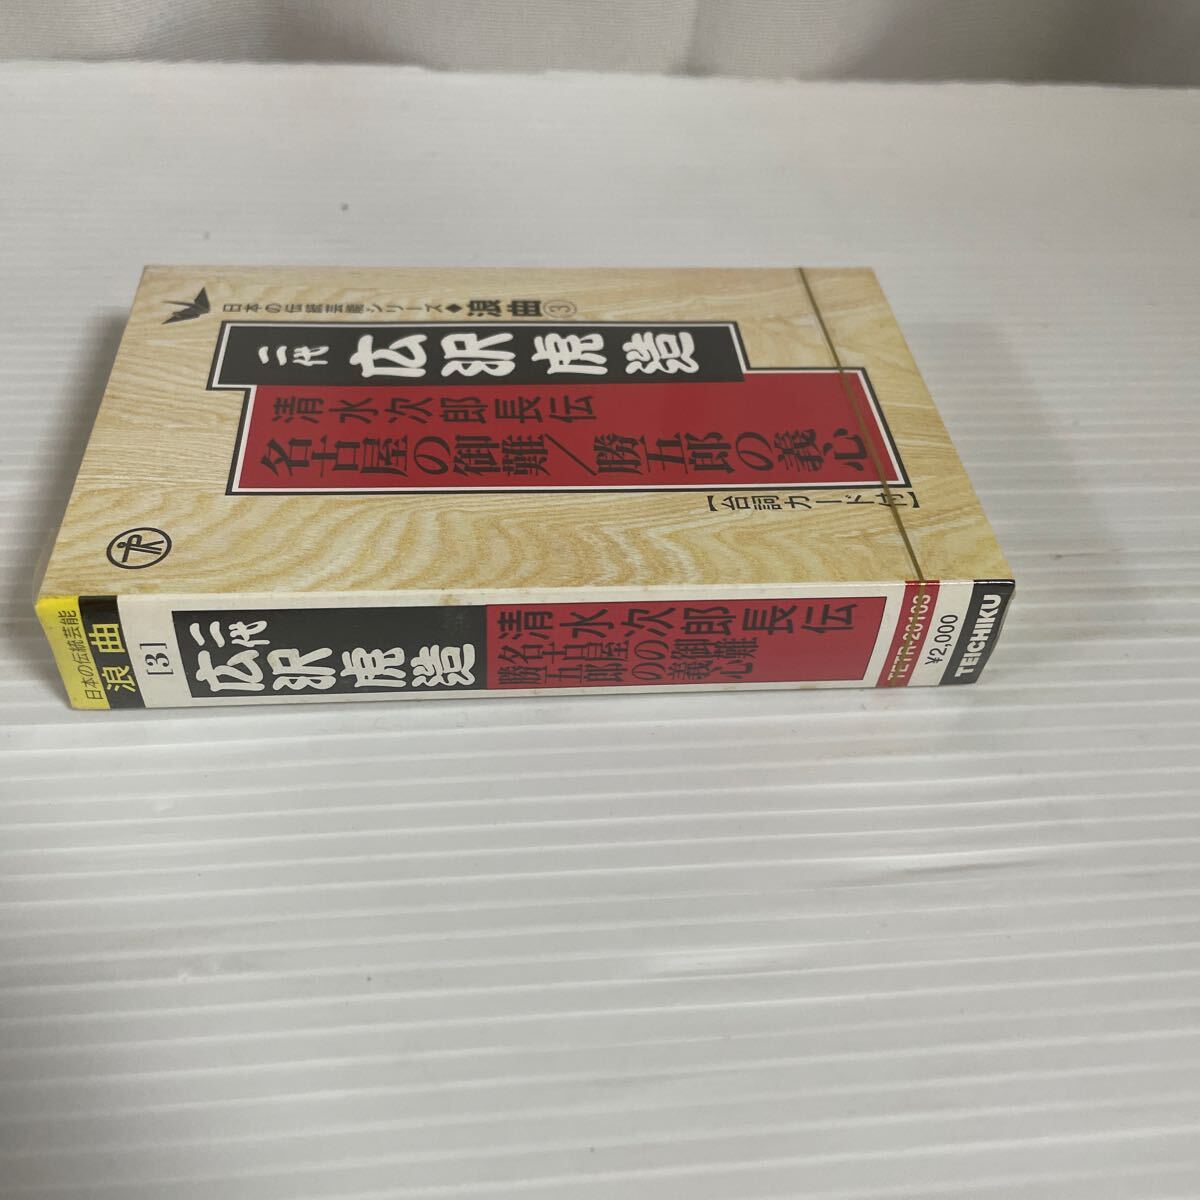 日本の伝統芸能シリーズ◆浪曲③
二代 広沢虎造
清水次郎長伝
名古屋の御難／勝五郎の義心
【台詞カード付】
日本の伝統芸能
浪曲
[3]
二代
広沢虎造
清水次郎長伝
名古屋の御難
勝五郎の義心
TETR-20103
¥2,000
TEICHIKU